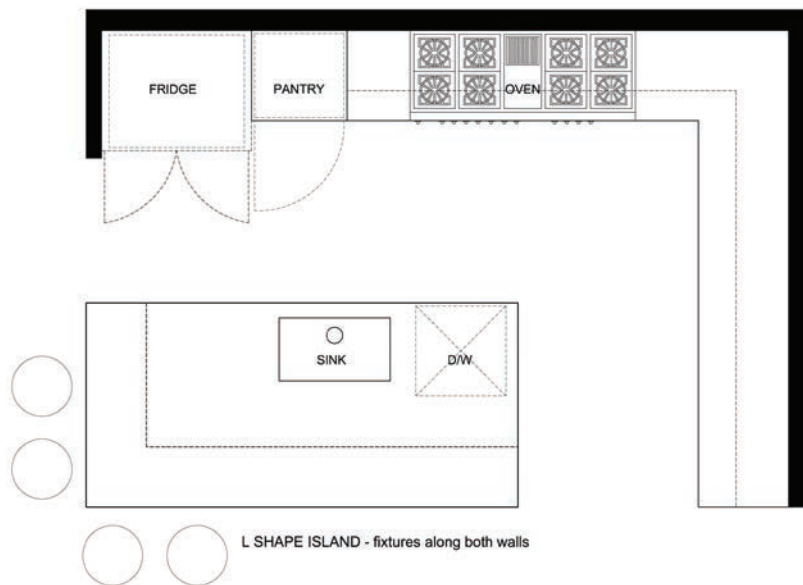 FRIDGE
PANTRY
OVEN
SINK
D/W
L SHAPE ISLAND - fixtures along both walls